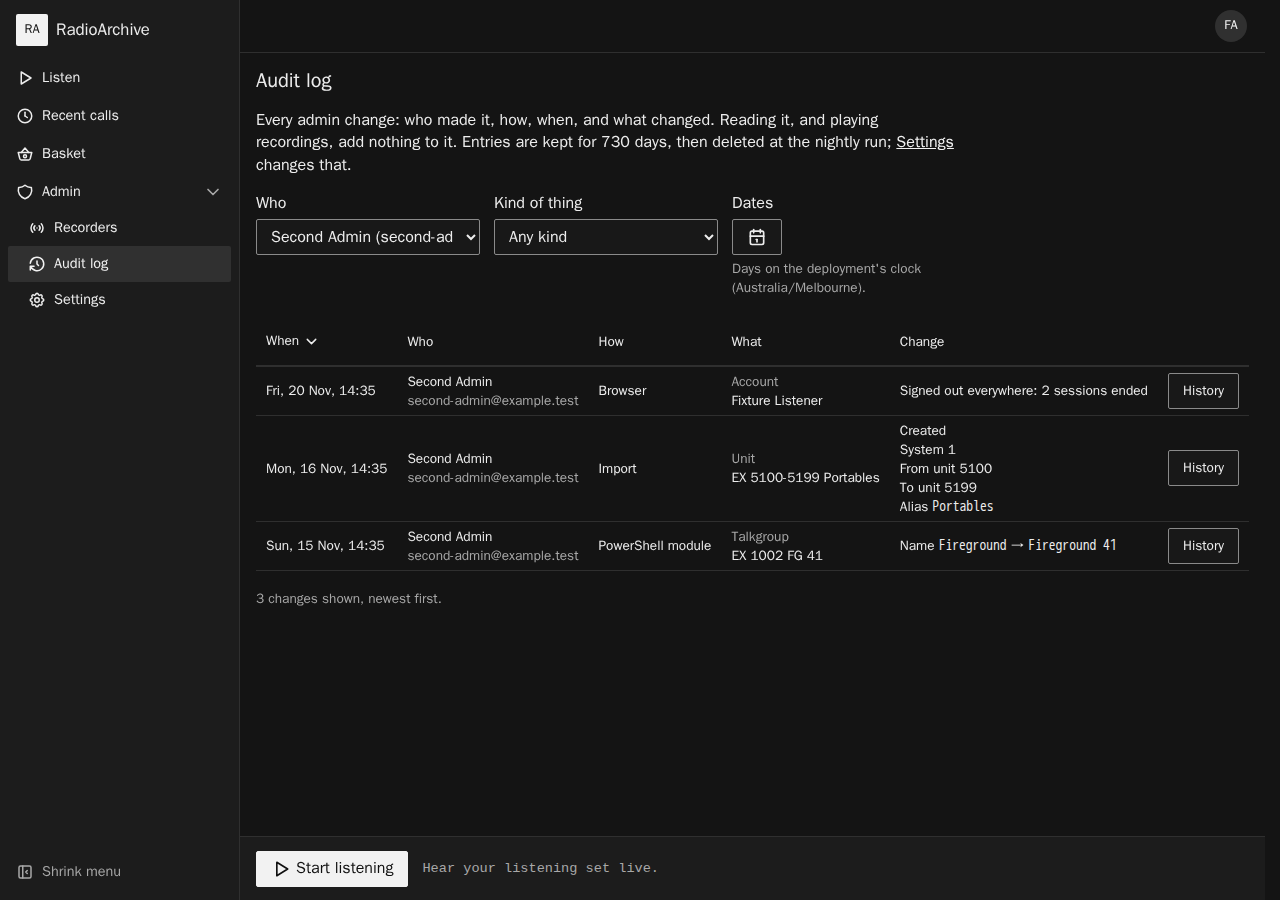 RA RadioArchive
FA
Listen
Recent calls
Basket
Admin
Recorders
Audit log
Settings
Shrink menu
Audit log
Every admin change: who made it, how, when, and what changed. Reading it, and playing
recordings, add nothing to it. Entries are kept for 730 days, then deleted at the nightly run; Settings
changes that.
Who Kind of thing Dates
Second Admin (second-ad Any kind
Days on the deployment's clock
(Australia/Melbourne).
When Who How What Change
Fri, 20 Nov, 14:35 Second Admin second-admin@example.test Browser Account Fixture Listener Signed out everywhere: 2 sessions ended History
Mon, 16 Nov, 14:35 Second Admin second-admin@example.test Import Unit EX 5100-5199 Portables
Created
System 1
From unit 5100
To unit 5199
Alias Portables
History
Sun, 15 Nov, 14:35 Second Admin second-admin@example.test PowerShell module Talkgroup EX 1002 FG 41 Name Fireground → Fireground 41 History
3 changes shown, newest first.
Start listening Hear your listening set live.